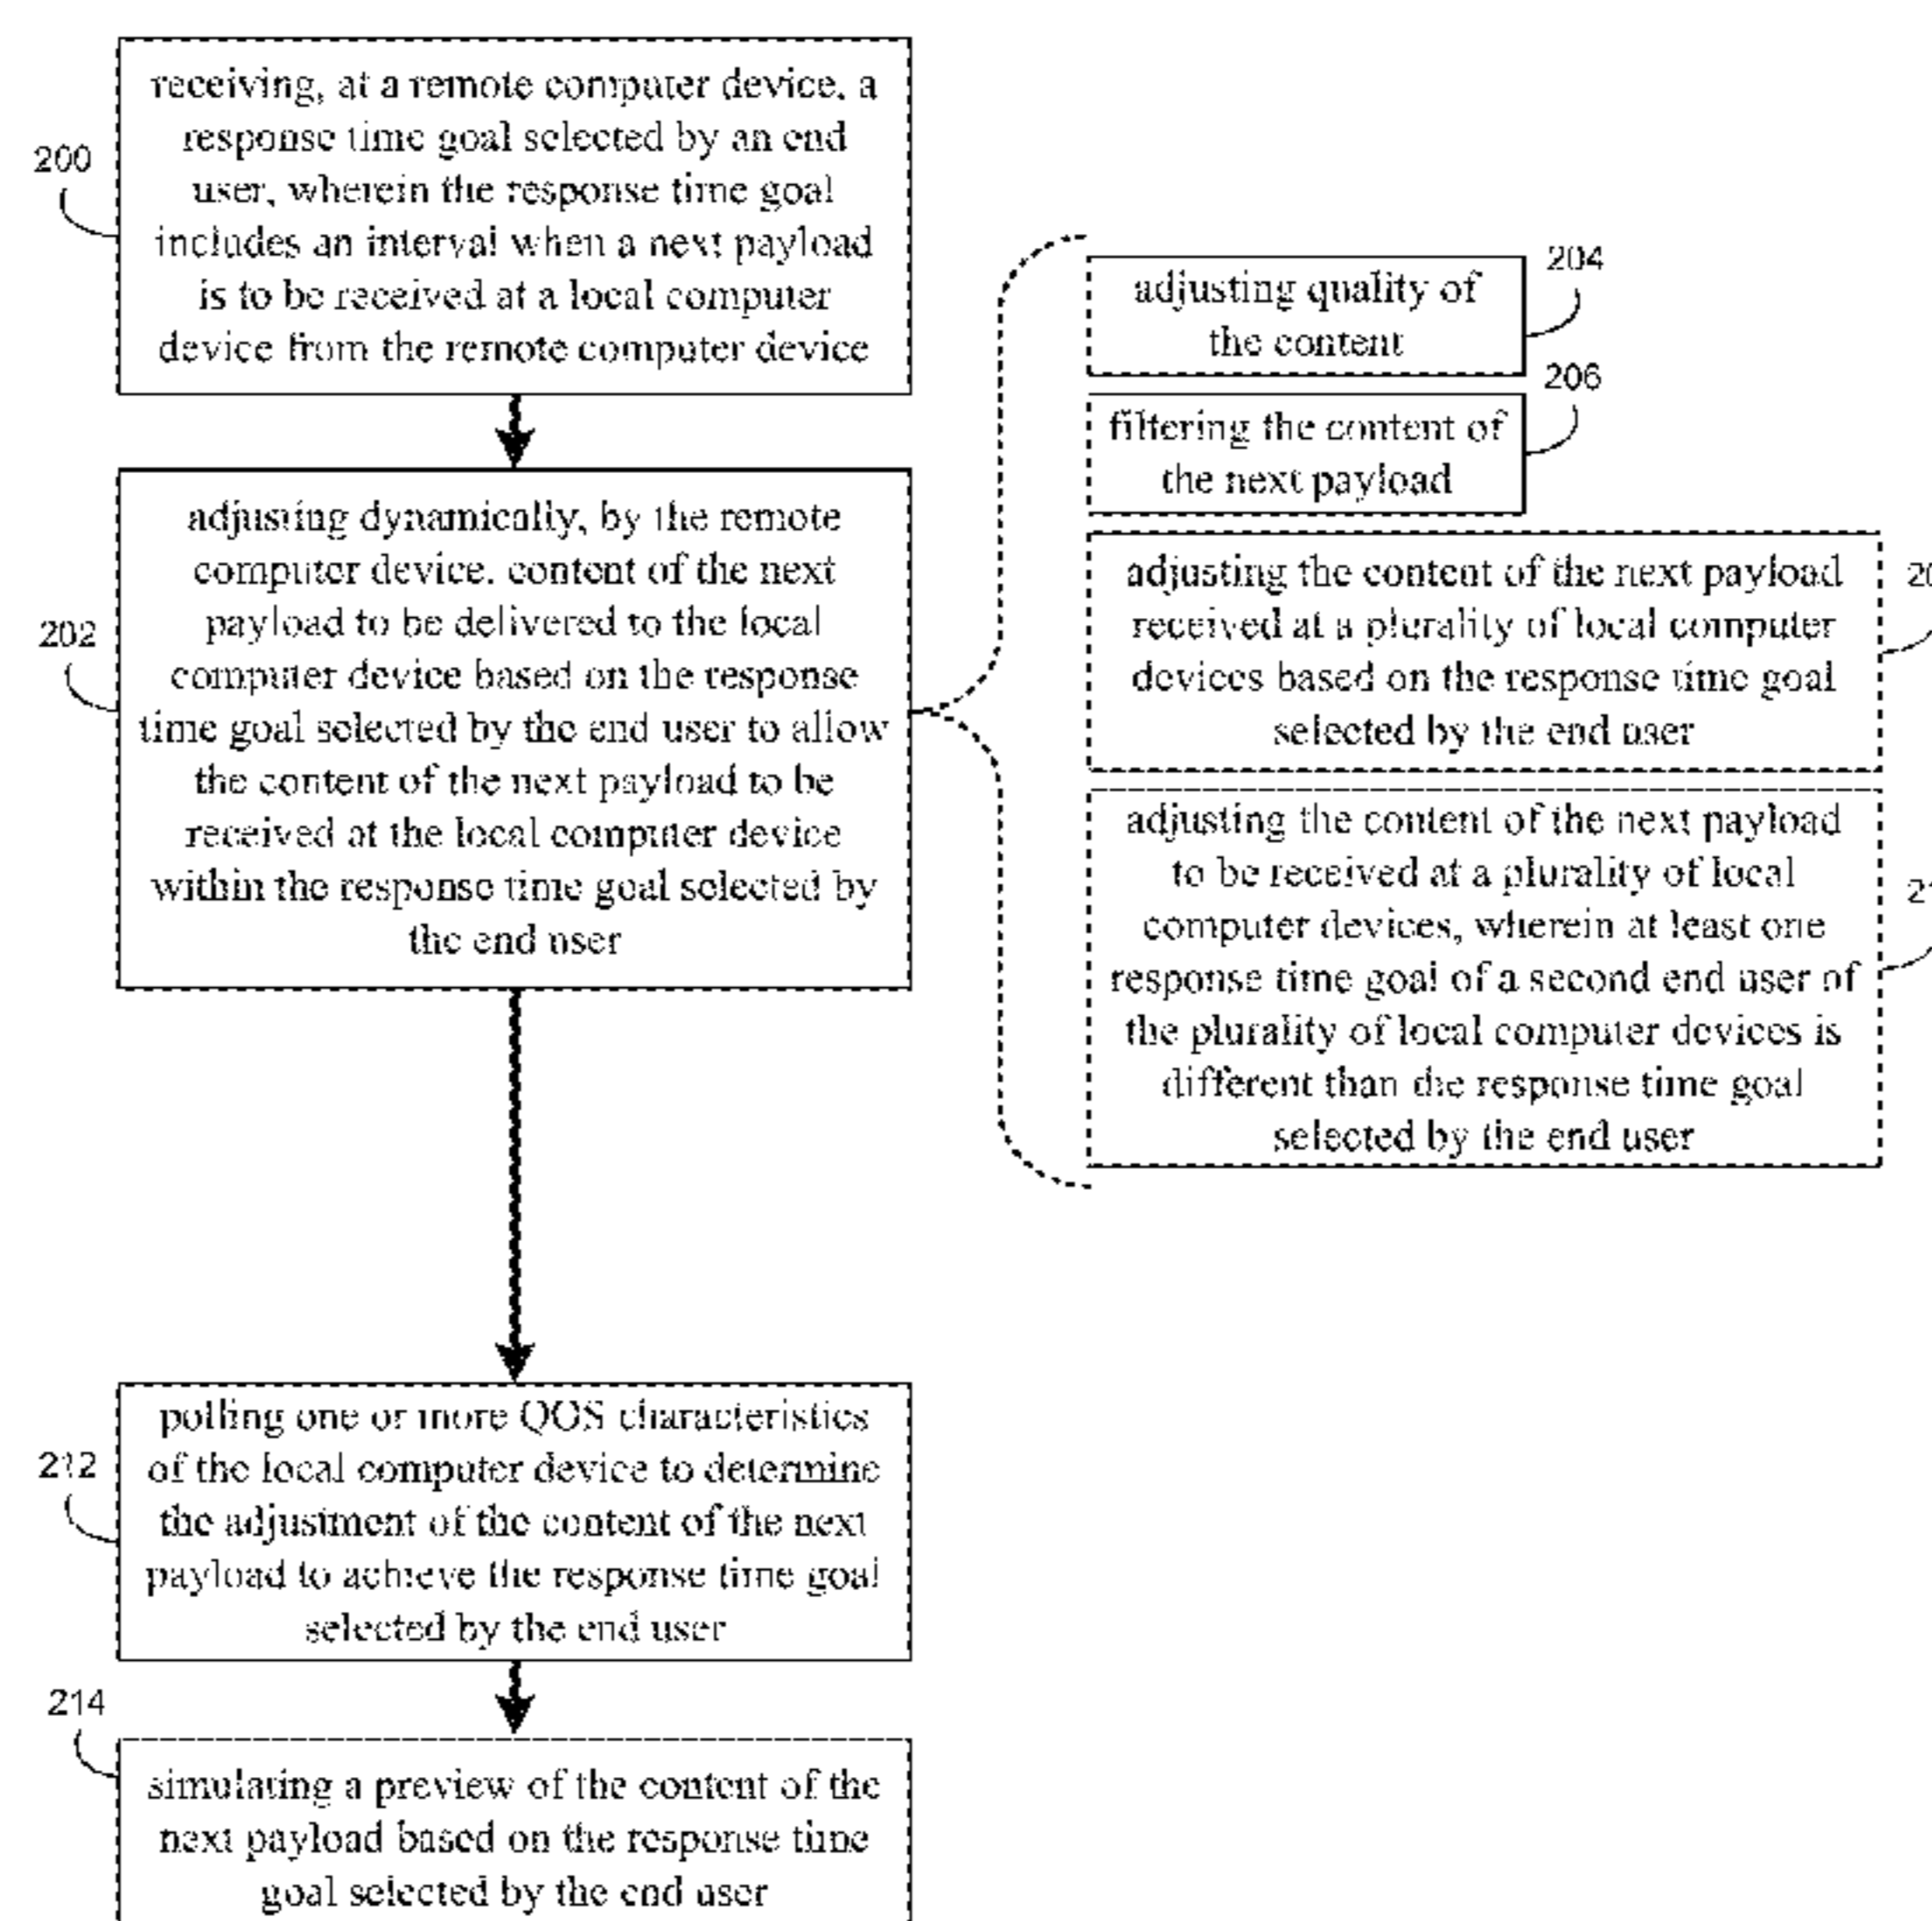 200
receiving, at a remote computer device, a
response time goal selected by an end
user, wherein the response time goal
includes an interval when a next payload
is to be received at a local computer
device from the remote computer device
202
adjusting dynamically, by the remote
computer device, content of the next
payload to be delivered to the local
computer device based on the response
time goal selected by the end user to allow
the content of the next payload to be
received at the local computer device
within the response time goal selected by
the end user
204
adjusting quality of
the content
206
filtering the content of
the next payload
adjusting the content of the next payload
received at a plurality of local computer
devices based on the response time goal
selected by the end user
adjusting the content of the next payload
to be received at a plurality of local
computer devices, wherein at least one
response time goal of a second end user of
the plurality of local computer devices is
different than the response time goal
selected by the end user
212
polling one or more QOS characteristics
of the local computer device to determine
the adjustment of the content of the next
payload to achieve the response time goal
selected by the end user
214
simulating a preview of the content of the
next payload based on the response time
goal selected by the end user